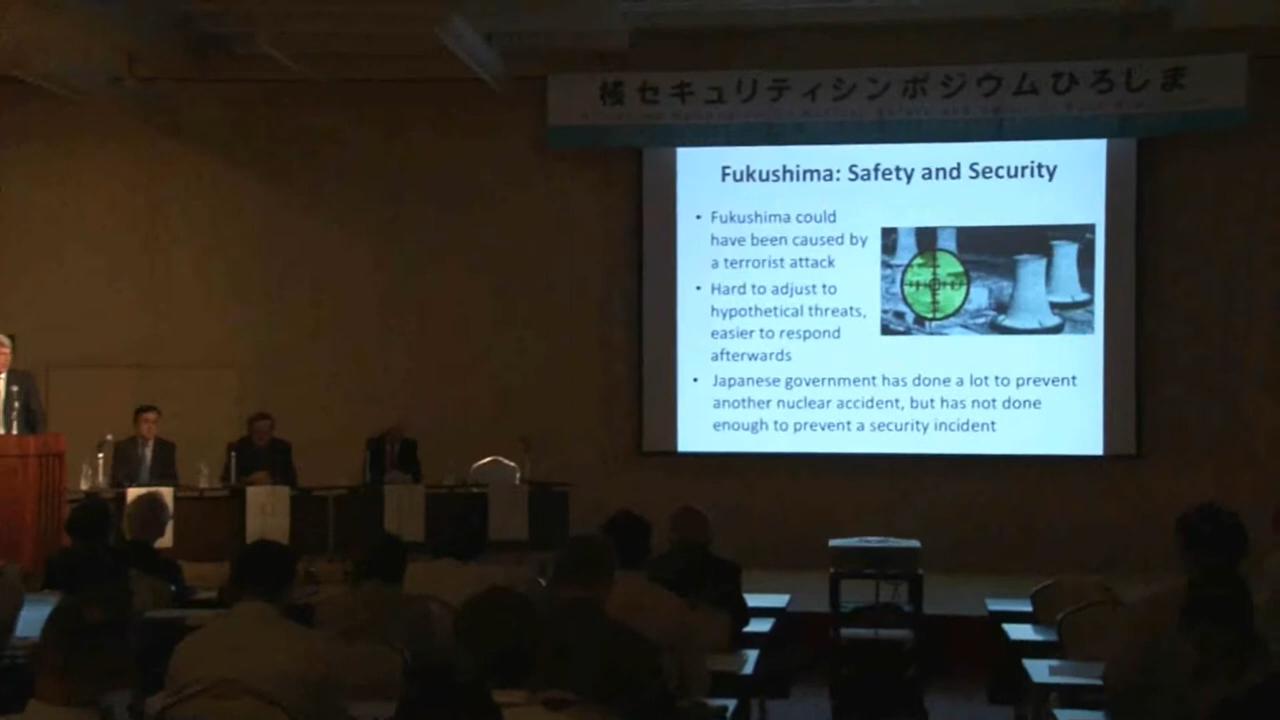 核セキュリティシンポジウムひろしま
Fukushima: Safety and Security
• Fukushima could
have been caused by
a terrorist attack
• Hard to adjust to
hypothetical threats,
easier to respond
afterwards
• Japanese government has done a lot to prevent
another nuclear accident, but has not done
enough to prevent a security incident